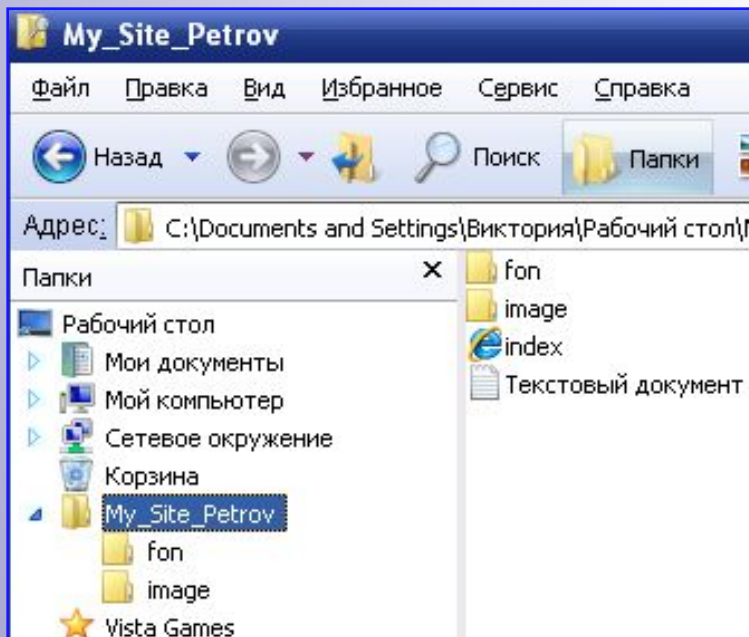 My_Site_Petrov
Файл Правка Вид Избранное Сервис Справка
Назад Поиск Папки
Адрес: C:\Documents and Settings\Виктория\Рабочий стол\
Папки
Рабочий стол
Мои документы
Мой компьютер
Сетевое окружение
Корзина
My_Site_Petrov
fon
image
Vista Games
fon
image
index
Текстовый документ